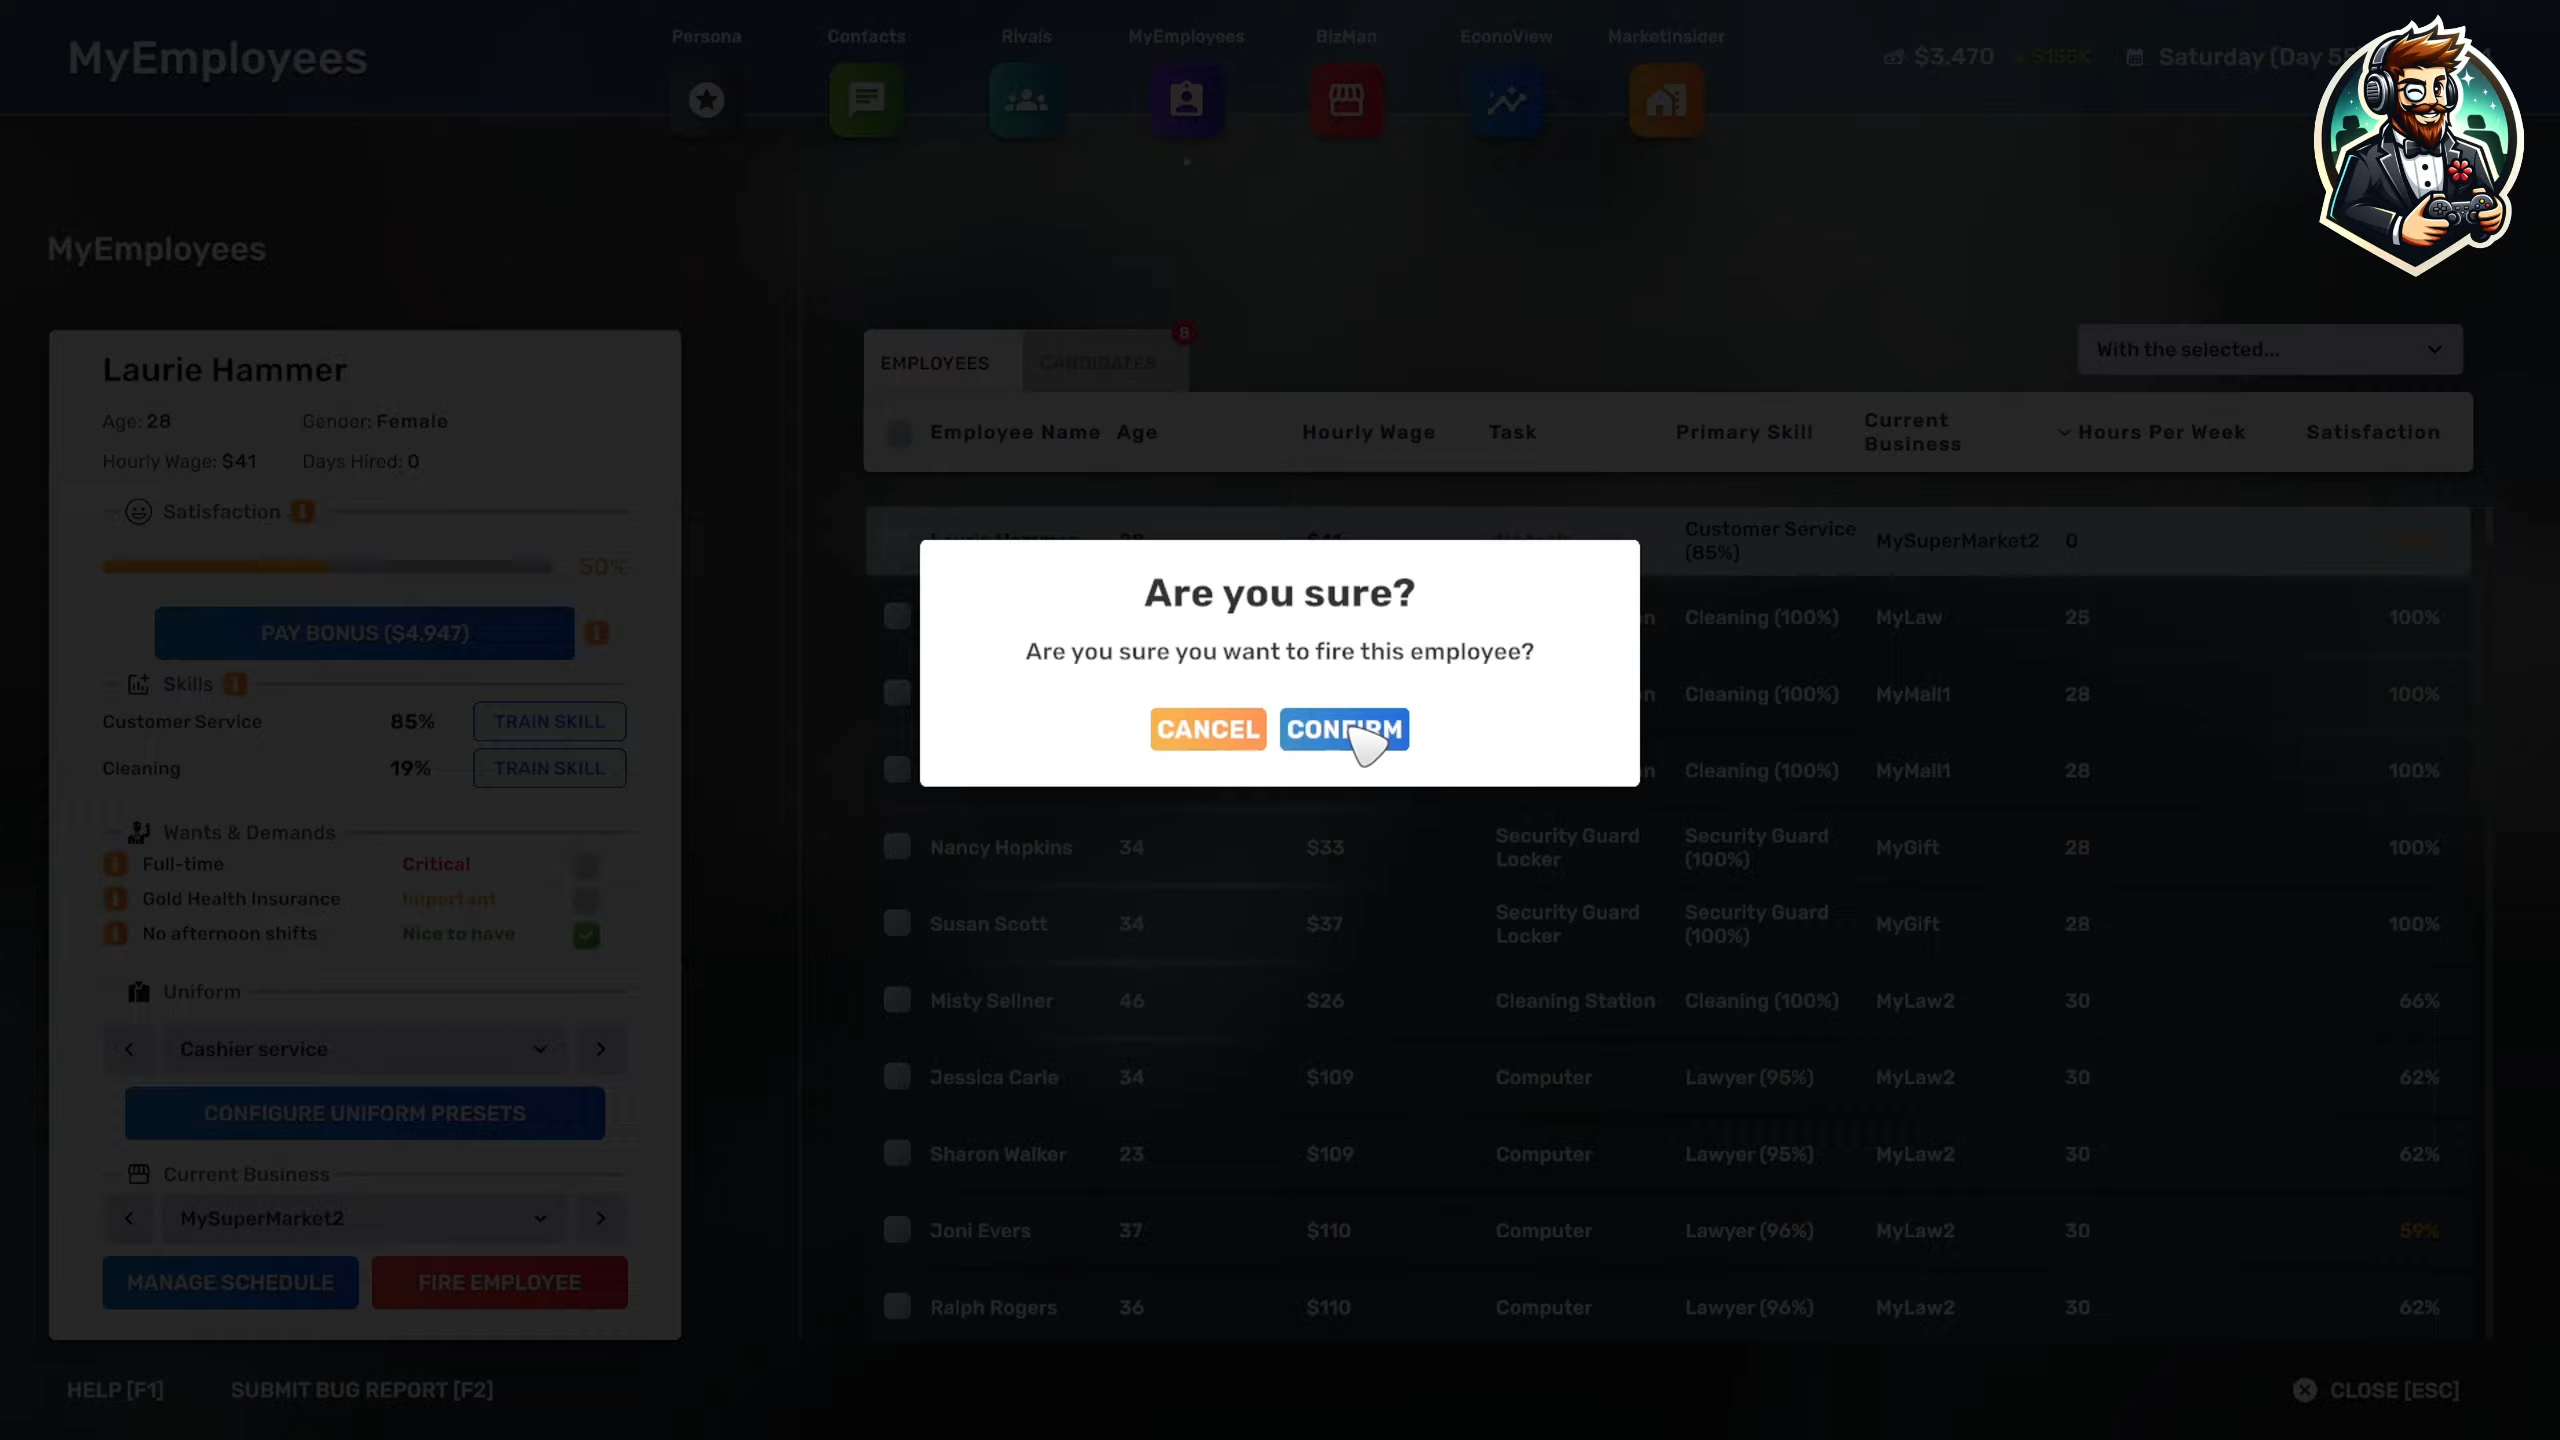 MyEmployees
Persona
Contacts
Rivals
MyEmployees
BizMan
EconoView
MarketInsider
$3,470
$155K
Saturday (Day
MyEmployees
Laurie Hammer
Age: 28
Gender: Female
Hourly Wage: $41
Days Hired: 0
Satisfaction
50%
PAY BONUS ($4,947)
Skills
Customer Service 85% TRAIN SKILL
Cleaning 19% TRAIN SKILL
Wants & Demands
Full-time Critical
Gold Health Insurance Important
No afternoon shifts Nice to have
Uniform
Cashier service
CONFIGURE UNIFORM PRESETS
Current Business
MySuperMarket2
MANAGE SCHEDULE
FIRE EMPLOYEE
EMPLOYEES
CANDIDATES
8
With the selected...
Employee Name Age Hourly Wage Task Primary Skill Current Business Hours Per Week Satisfaction
Customer Service (85%) MySuperMarket2 0
Cleaning (100%) MyLaw 25 100%
Cleaning (100%) MyMall1 28 100%
Cleaning (100%) MyMall1 28 100%
Nancy Hopkins 34 $33 Security Guard Locker Security Guard (100%) MyGift 28 100%
Susan Scott 34 $37 Security Guard Locker Security Guard (100%) MyGift 28 100%
Misty Sellner 46 $26 Cleaning Station Cleaning (100%) MyLaw2 30 66%
Jessica Carle 34 $109 Computer Lawyer (95%) MyLaw2 30 62%
Sharon Walker 23 $109 Computer Lawyer (95%) MyLaw2 30 62%
Joni Evers 37 $110 Computer Lawyer (96%) MyLaw2 30 59%
Ralph Rogers 36 $110 Computer Lawyer (96%) MyLaw2 30 62%
Are you sure?
Are you sure you want to fire this employee?
CANCEL
CONFIRM
HELP [F1]
SUBMIT BUG REPORT [F2]
CLOSE [ESC]